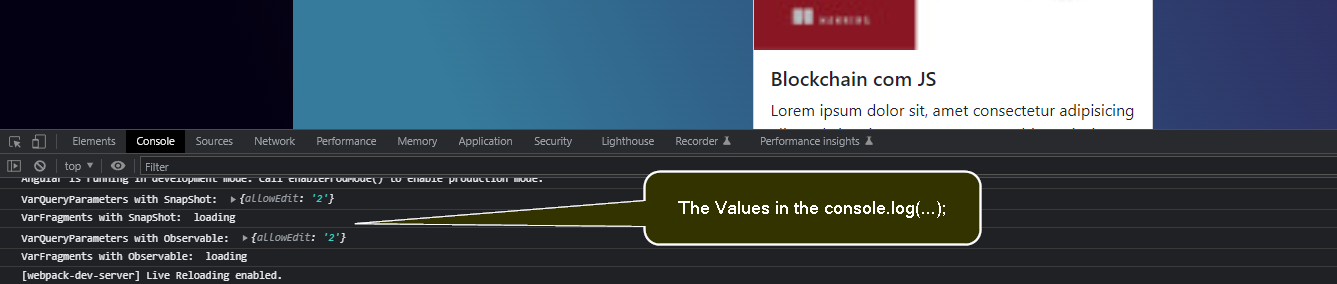 MANNING
Blockchain com JS
Lorem ipsum dolor sit, amet consectetur adipisicing
Elements Console Sources Network Performance Memory Application Security Lighthouse Recorder Performance insights
top ▼ Filter
Angular is running in development mode. Call enableProdMode() to enable production mode.
VarQueryParameters with SnapShot: ▶{allowEdit: '2'}
VarFragments with SnapShot: loading
VarQueryParameters with Observable: ▶{allowEdit: '2'}
VarFragments with Observable: loading
[webpack-dev-server] Live Reloading enabled.
The Values in the console.log(...);